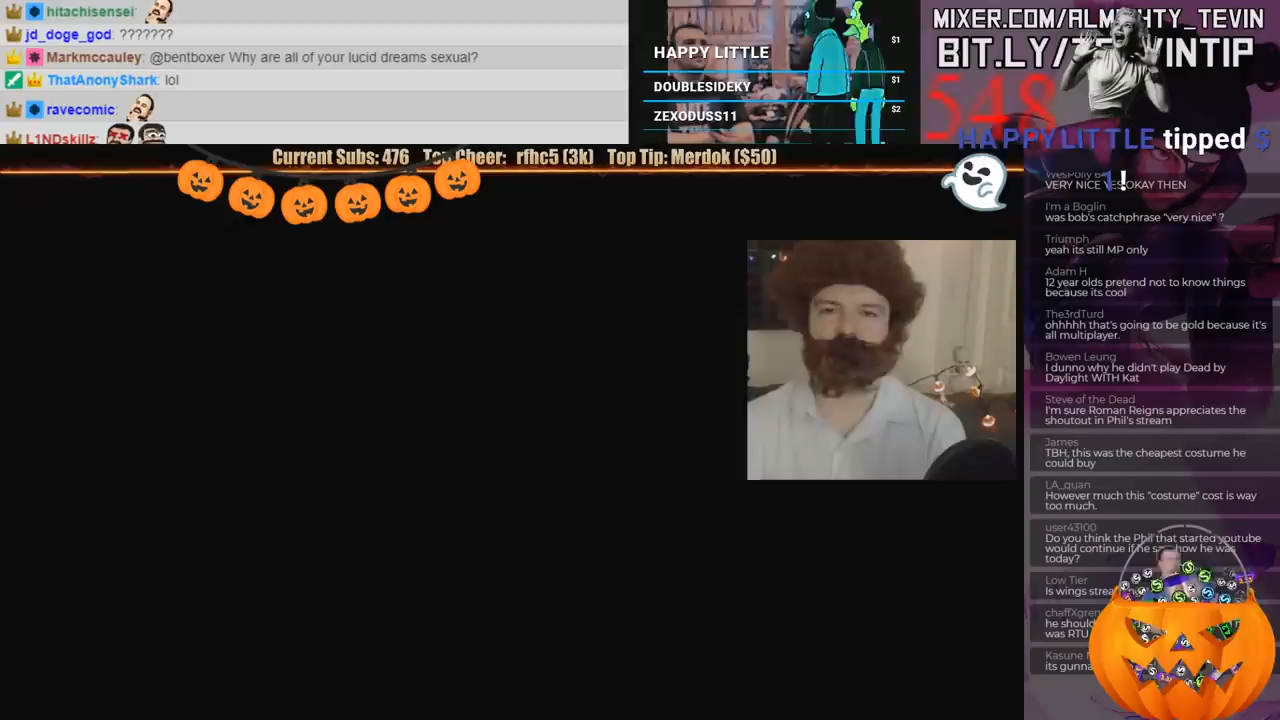 hitachisensei:
jd_doge_god: ???????
Markmccauley: @bentboxer Why are all of your lucid dreams sexual?
ThatAnonyShark: lol
ravecomic:
L1NDskillz:
HAPPY LITTLE $1
DOUBLESIDEKY $1
ZEXODUSS11 $2
MIXER.COM/ALMIGHTY_TEVIN
BIT.LY/
VINTIP
548
HAPPYLITTLE tipped $
1!
Current Subs: 476 Top Cheer: rfhc5 (3k) Top Tip: Merdok ($50)
VERY NICE YES OKAY THEN
I'm a Boglin
was bob's catchphrase "very nice" ?
Triumph
yeah its still MP only
Adam H
12 year olds pretend not to know things
because its cool
The3rdTurd
ohhhhh that's going to be gold because it's
all multiplayer.
Bowen Leung
I dunno why he didn't play Dead by
Daylight WITH Kat
Steve of the Dead
I'm sure Roman Reigns appreciates the
shoutout in Phil's stream
James
TBH, this was the cheapest costume he
could buy
LA_quan
However much this "costume" cost is way
too much.
user43100
Do you think the Phil that started youtube
would continue if he saw how he was
today?
Low Tier
Is wings
he should
was RTU
its gunna